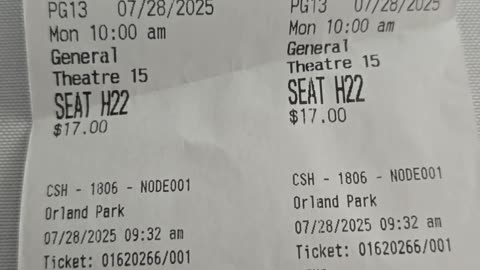 PG13 07/28/2025
Mon 10:00 am
General
Theatre 15
SEAT H22
$17.00
CSH - 1806 - NODE001
Orland Park
07/28/2025 09:32 am
Ticket: 01620266/001
PG13 07/28/2025
Mon 10:00 am
General
Theatre 15
SEAT H22
$17.00
CSH - 1806 - NODE001
Orland Park
07/28/2025 09:32 am
Ticket: 01620266/001